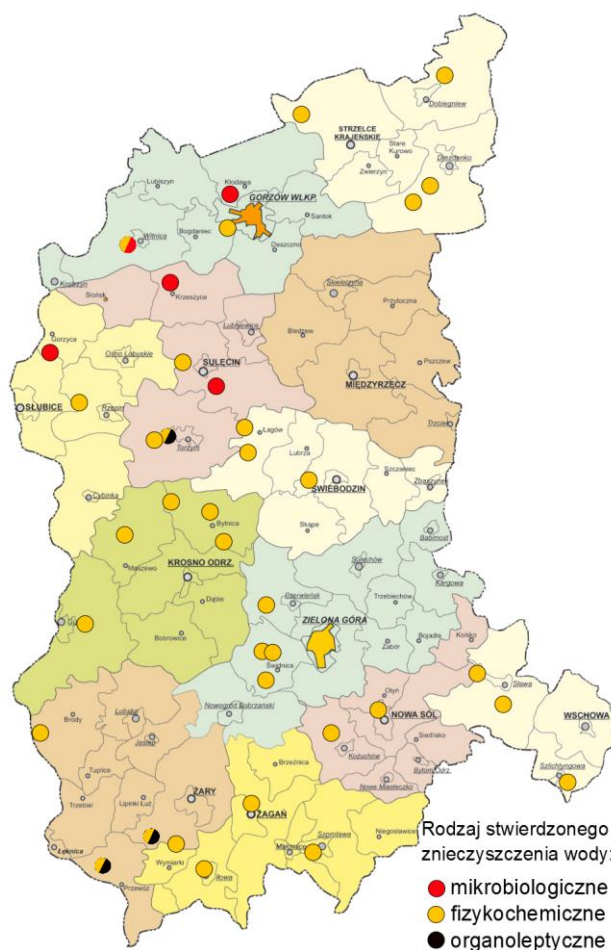 Dobiegniew
STRZELCE
KRAJEŃSKIE
Stare
Kurowo
Drezdenko
Zwierzyn
Lubiszyn
Kłodawa
GORZÓW WLKP.
Santok
Witnica
Bogdaniec
Deszczno
Kostrzyn
Słońsk
Krzeszyce
Skwierzyna
Przytoczna
Lubniewice
Bledzew
Pszczew
Górzyca
Ośno Lubuskie
SULĘCIN
MIĘDZYRZECZ
SŁUBICE
Rzepin
Trzciel
Torzym
Łagów
Lubrza
Szczaniec
Zbąszynek
ŚWIEBODZIN
Cybinka
Skąpe
Bytnica
Babimost
Maszewo
KROSNO ODRZ.
Sulechów
Kargowa
Dąbie
Czerwieńsk
Trzebiechów
ZIELONA GÓRA
Bobrowice
Zabór
Bojadła
Kolsko
Świdnica
Otyń
Sława
Nowogród Bobrzański
NOWA SÓL
WSCHOWA
Brody
Lubsko
Jasień
Siedlisko
Kożuchów
Bytom Odrz.
Szlichtyngowa
Brzeźnica
Nowe Miasteczko
Tuplice
Trzebiel
Lipinki Łuż.
ŻARY
ŻAGAŃ
Szprotawa
Niegosławice
Małomice
Łęknica
Wymiarki
Iłowa
Przewóz
Rodzaj stwierdzonego
znieczyszczenia wody:
mikrobiologiczne
fizykochemiczne
organoleptyczne